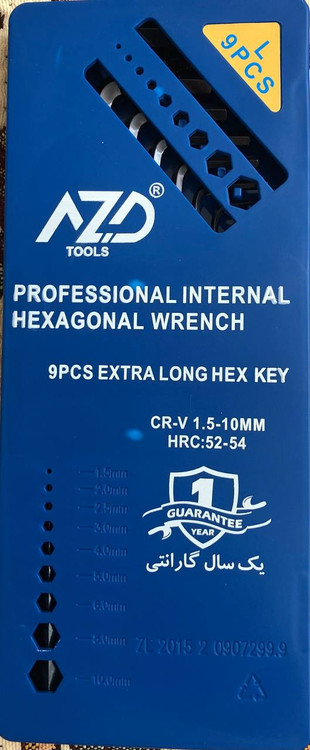 L
9PCS
AZD®
TOOLS
PROFESSIONAL INTERNAL
HEXAGONAL WRENCH
9PCS EXTRA LONG HEX KEY
CR-V 1.5-10MM
HRC:52-54
1
GUARANTEE
YEAR
یک سال گارانتی
1.5mm
2.0mm
2.5mm
3.0mm
4.0mm
5.0mm
6.0mm
8.0mm
10.0mm
ZL 2015 2 0907299.9